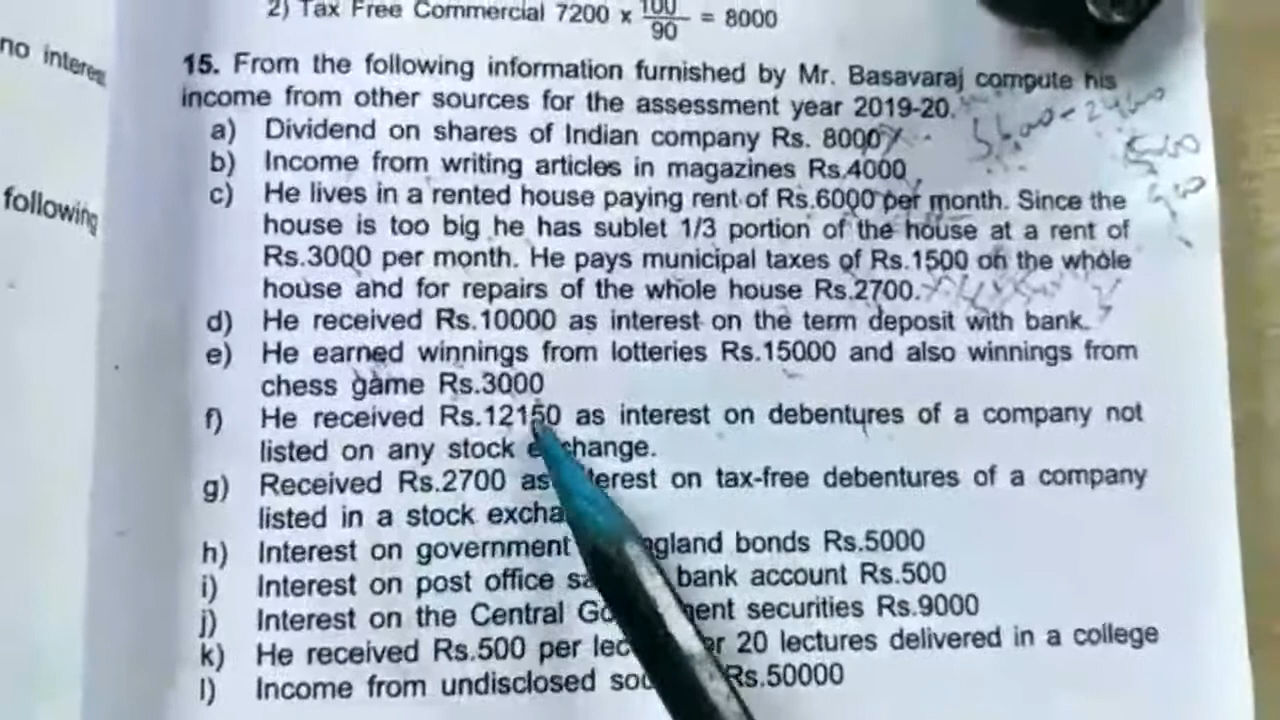 no interes
following
2) Tax Free Commercial 7200 x 100/90 = 8000
15. From the following information furnished by Mr. Basavaraj compute his
income from other sources for the assessment year 2019-20.
a) Dividend on shares of Indian company Rs. 8000
b) Income from writing articles in magazines Rs.4000
c) He lives in a rented house paying rent of Rs.6000 per month. Since the
house is too big he has sublet 1/3 portion of the house at a rent of
Rs.3000 per month. He pays municipal taxes of Rs.1500 on the whole
house and for repairs of the whole house Rs.2700.
d) He received Rs.10000 as interest on the term deposit with bank.
e) He earned winnings from lotteries Rs.15000 and also winnings from
chess game Rs.3000
f) He received Rs.12150 as interest on debentures of a company not
listed on any stock exchange.
g) Received Rs.2700 as terest on tax-free debentures of a company
listed in a stock excha
h) Interest on government gland bonds Rs.5000
i) Interest on post office sa bank account Rs.500
j) Interest on the Central Go ent securities Rs.9000
k) He received Rs.500 per lec r 20 lectures delivered in a college
l) Income from undisclosed so Rs.50000